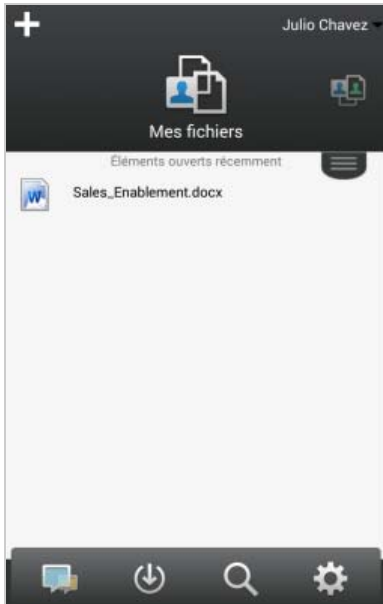 Julio Chavez
Mes fichiers
Éléments ouverts récemment
Sales_Enablement.docx